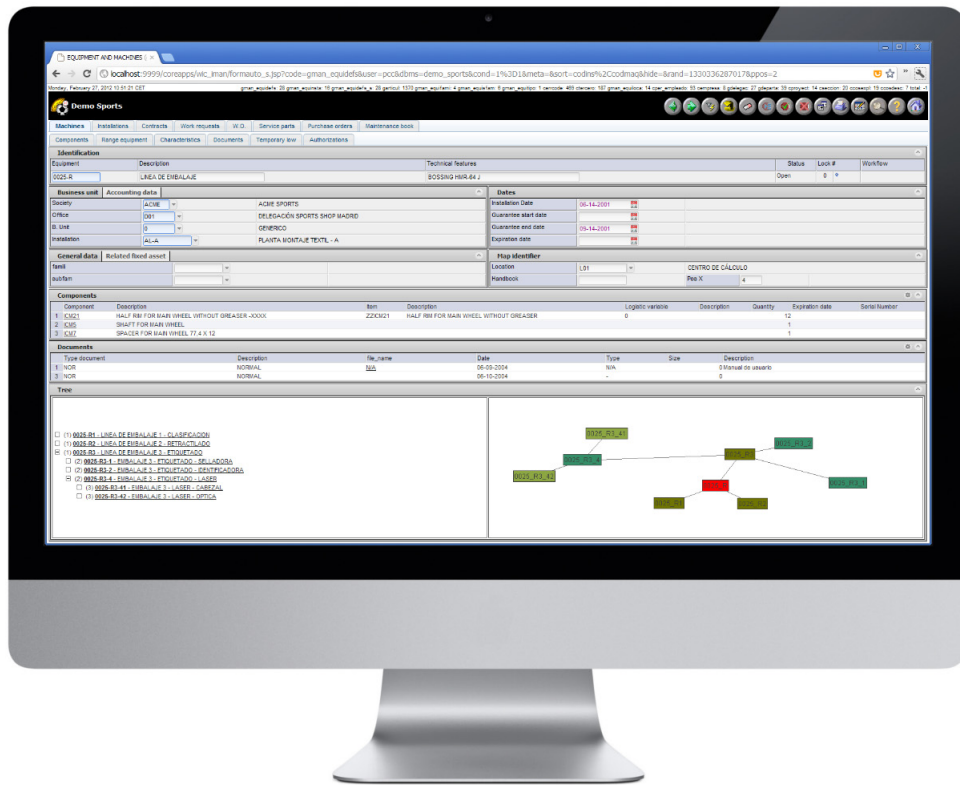 EQUIPMENT AND MACHINES
localhost:9999/coreapps/wic_iman/formauto_s.jsp?code=gman_equidefs&user=pcc&dbms=demo_sports&cond=1%3D1&meta=&sort=codins%2Ccodmaq&hide=&rand=1330336287017&ppos=2
Monday, February 27, 2012 10:51:21 CET
Demo Sports
Machines Installations Contracts Work requests W.O. Service parts Purchase orders Maintenance book
Components Range equipment Characteristics Documents Temporary law Authorizations
Identification
Equipment Description Technical features Status Lock # Workflow
0025-R LINEA DE EMBALAJE BOSSING HMR-64 J Open 0
Business unit Accounting data Dates
Society ACME ACME SPORTS Installation Date 06-14-2001
Office D01 DELEGACIÓN SPORTS SHOP MADRID Guarantee start date
B. Unit 0 GENERICO Guarantee end date 09-14-2001
Installation AL-A PLANTA MONTAJE TEXTIL - A Expiration date
General data Related fixed asset Map identifier
famil Location L01 CENTRO DE CÁLCULO
subfam Handbook Pos X 4
Components
Component Description Item Description Logistic variable Description Quantity Expiration date Serial Number
1 ICM21 HALF RIM FOR MAIN WHEEL WITHOUT GREASER -XXXX ZZICM21 HALF RIM FOR MAIN WHEEL WITHOUT GREASER 0 12
2 ICM5 SHAFT FOR MAIN WHEEL 1
3 ICM7 SPACER FOR MAIN WHEEL 77,4 X 12 1
Documents
Type document Description file_name Date Type Size Description
1 NOR NORMAL N/A 06-09-2004 N/A 0 Manual de usuario
3 NOR NORMAL 06-10-2004 - 0
Tree
(1) 0025-R1 - LINEA DE EMBALAJE 1 - CLASIFICACION
(1) 0025-R2 - LINEA DE EMBALAJE 2 - RETRACTILADO
(1) 0025-R3 - LINEA DE EMBALAJE 3 - ETIQUETADO
(2) 0025-R3-1 - EMBALAJE 3 - ETIQUETADO - SELLADORA
(2) 0025-R3-2 - EMBALAJE 3 - ETIQUETADO - IDENTIFICADORA
(2) 0025-R3-4 - EMBALAJE 3 - ETIQUETADO - LASER
(3) 0025-R3-41 - EMBALAJE 3 - LASER - CABEZAL
(3) 0025-R3-42 - EMBALAJE 3 - LASER - OPTICA
0025_R3_41
0025_R3_2
0025_R3
0025_R3_4
0025_R3_42
0025_R3_1